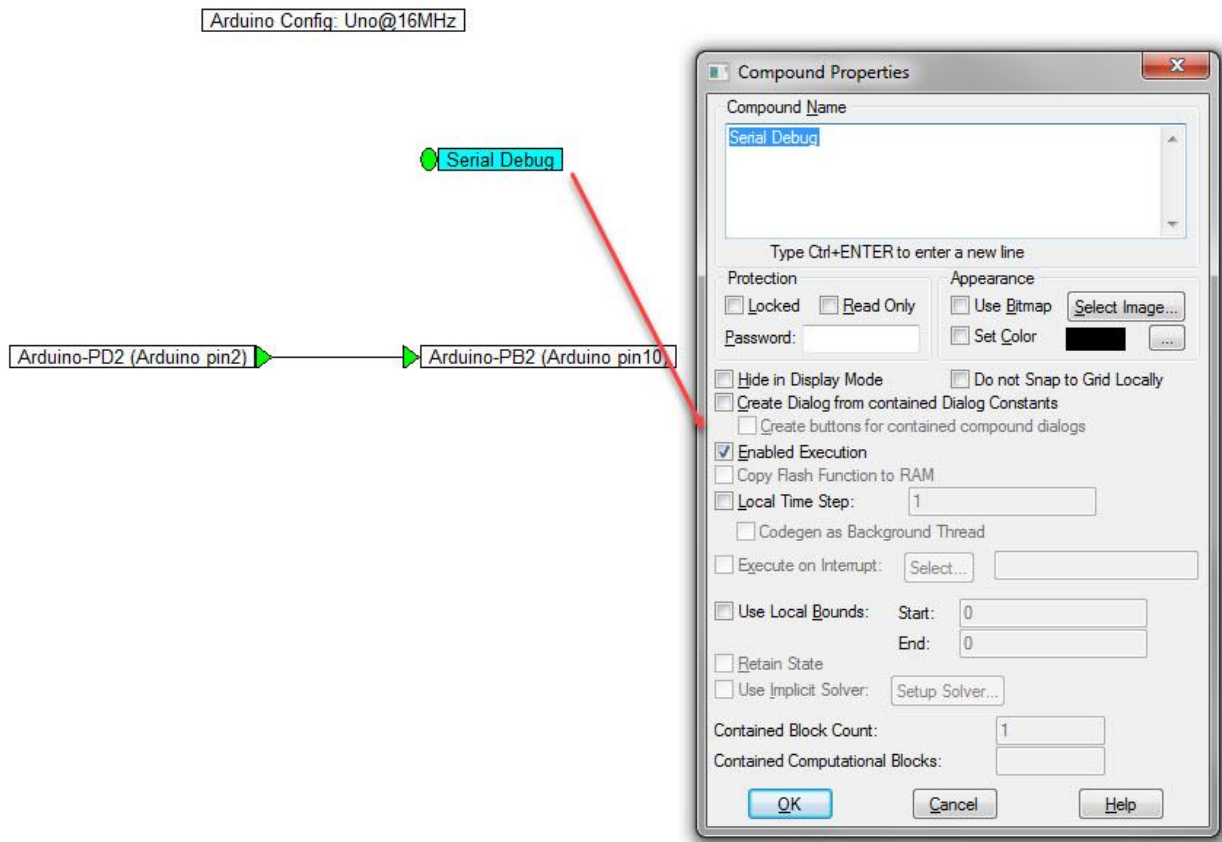 Arduino Config: Uno@16MHz
Serial Debug
Arduino-PD2 (Arduino pin2)
Arduino-PB2 (Arduino pin10)
Compound Properties
X
Compound Name
Serial Debug
Type Ctrl+ENTER to enter a new line
Protection
Locked Read Only
Password:
Appearance
Use Bitmap Select Image...
Set Color ...
Hide in Display Mode Do not Snap to Grid Locally
Create Dialog from contained Dialog Constants
Create buttons for contained compound dialogs
Enabled Execution
Copy Flash Function to RAM
Local Time Step: 1
Codegen as Background Thread
Execute on Interrupt: Select...
Use Local Bounds: Start: 0
End: 0
Retain State
Use Implicit Solver: Setup Solver...
Contained Block Count: 1
Contained Computational Blocks:
OK Cancel Help